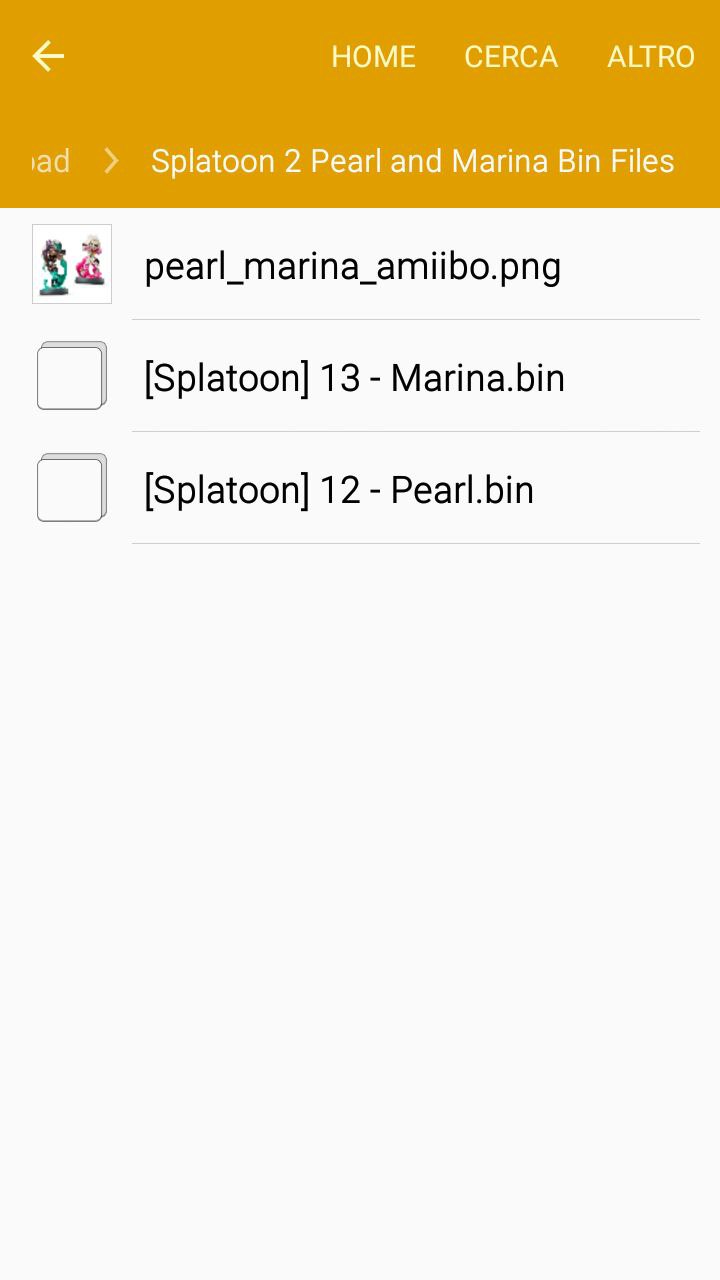 HOME CERCA ALTRO
oad > Splatoon 2 Pearl and Marina Bin Files
pearl_marina_amiibo.png
[Splatoon] 13 - Marina.bin
[Splatoon] 12 - Pearl.bin